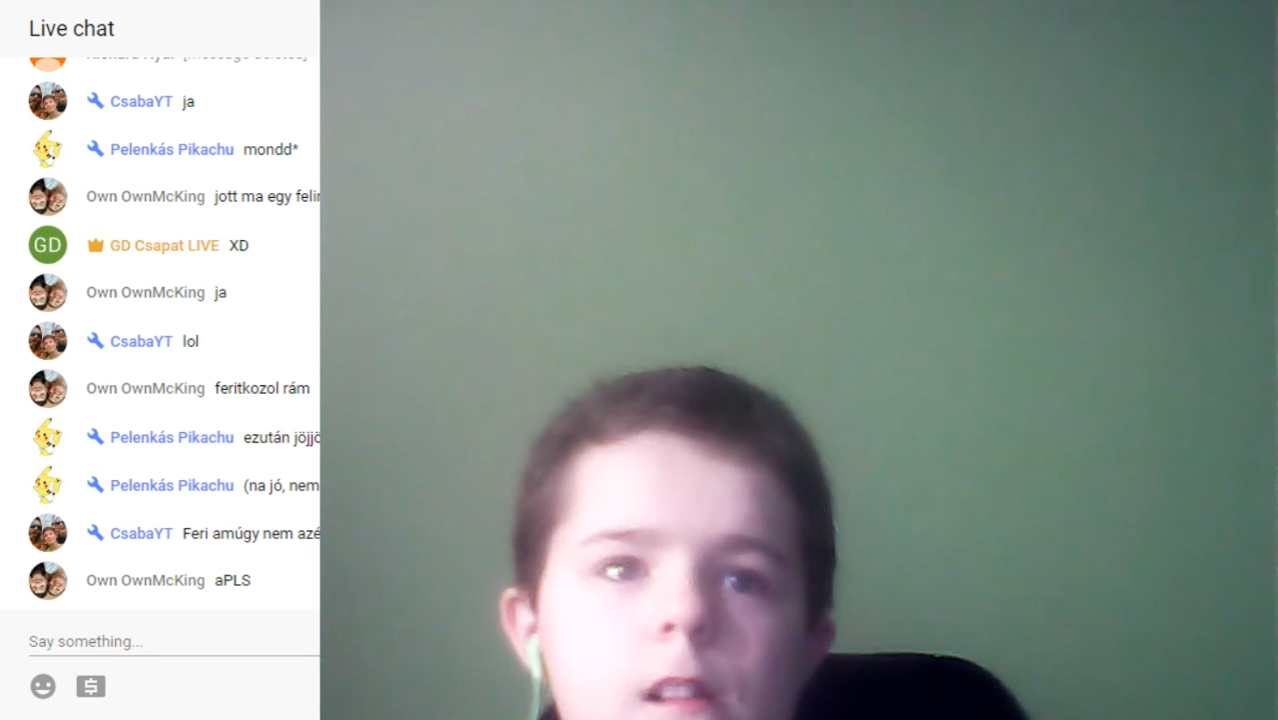 Live chat
CsabaYT ja
Pelenkás Pikachu mondd*
Own OwnMcKing jott ma egy
GD GD Csapat LIVE XD
Own OwnMcKing ja
CsabaYT lol
Own OwnMcKing feritkozol rám
Pelenkás Pikachu ezután
Pelenkás Pikachu (na jó, nem
CsabaYT Feri amúgy nem
Own OwnMcKing aPLS
Say something...